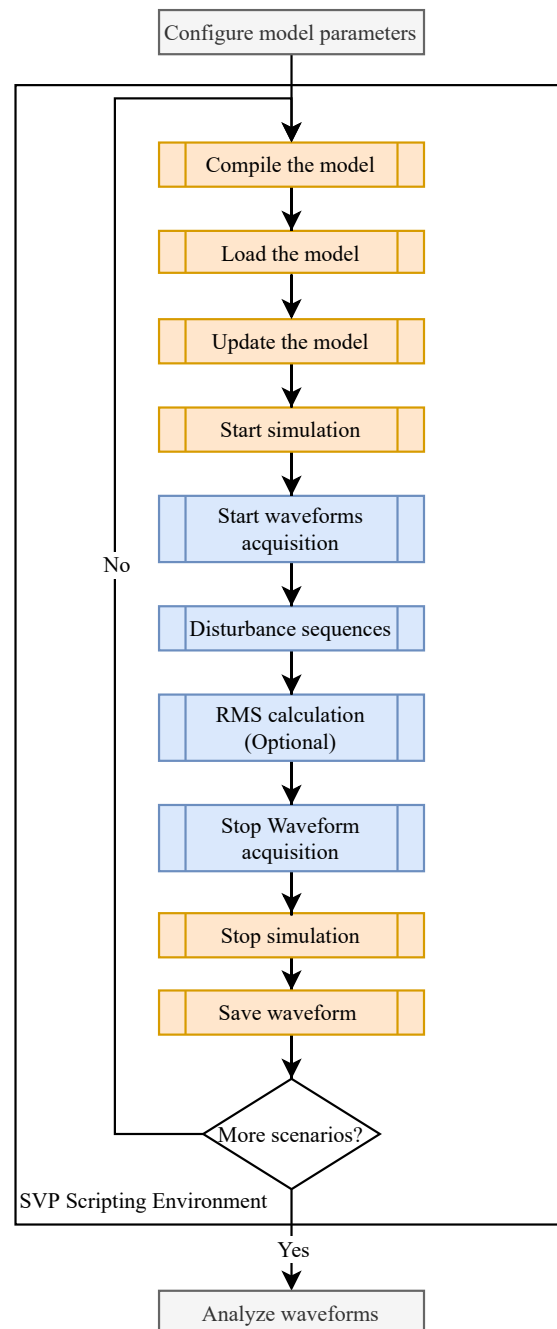 Configure model parameters
Compile the model
Load the model
Update the model
Start simulation
Start waveforms
acquisition
No
Disturbance sequences
RMS calculation
(Optional)
Stop Waveform
acquisition
Stop simulation
Save waveform
More scenarios?
SVP Scripting Environment
Yes
Analyze waveforms